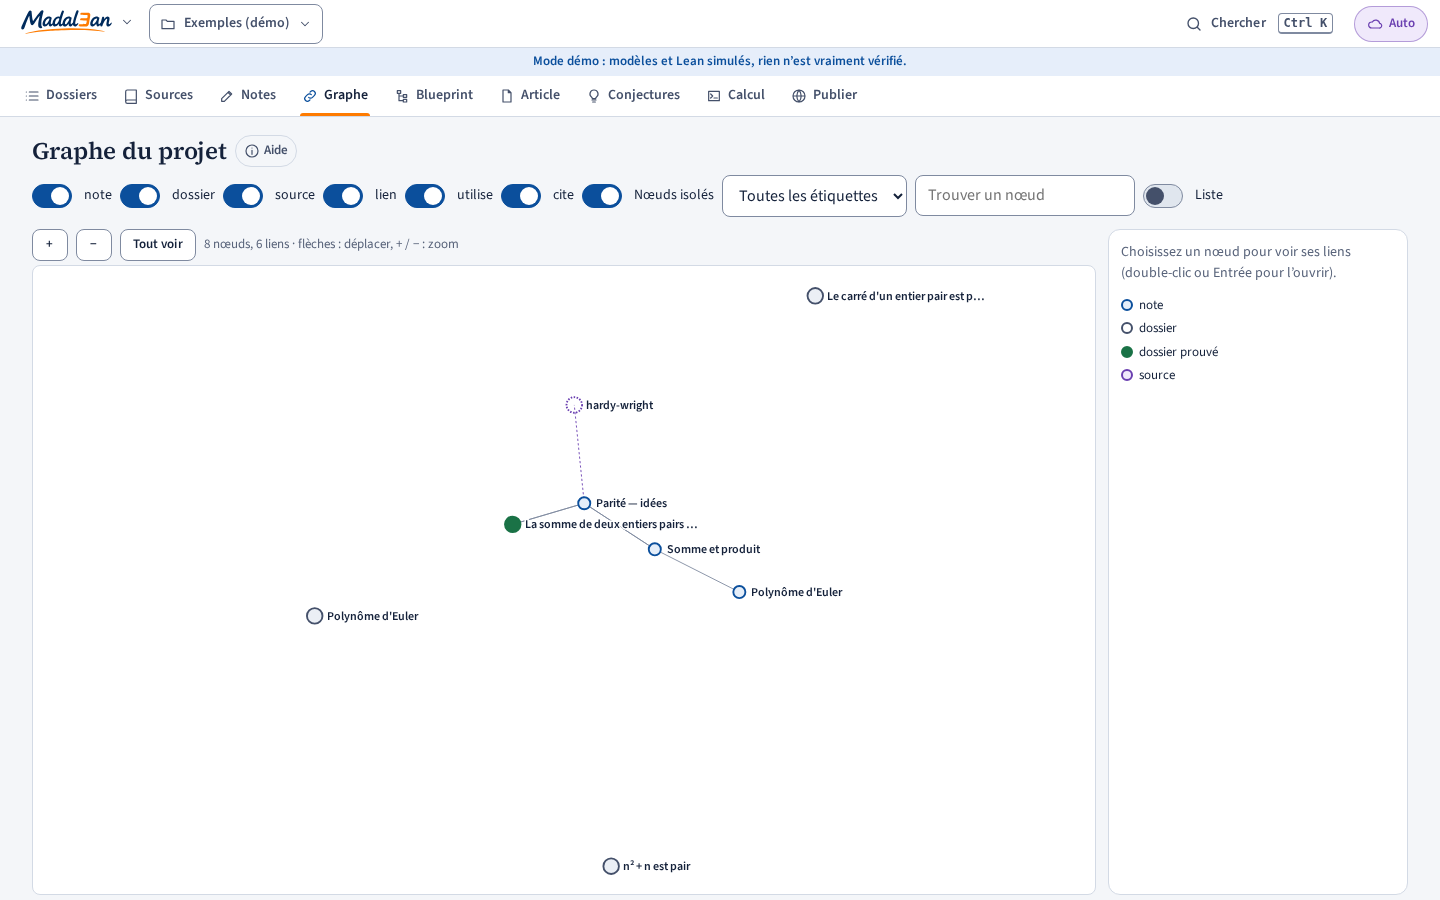 Madal∃an
Exemples (démo)
Chercher Ctrl K
Auto
Mode démo : modèles et Lean simulés, rien n’est vraiment vérifié.
Dossiers Sources Notes Graphe Blueprint Article Conjectures Calcul Publier
Graphe du projet Aide
note dossier source lien utilise cite Nœuds isolés Toutes les étiquettes Trouver un nœud Liste
+ − Tout voir 8 nœuds, 6 liens · flèches : déplacer, + / − : zoom
Choisissez un nœud pour voir ses liens
(double-clic ou Entrée pour l’ouvrir).
note
dossier
dossier prouvé
source
Le carré d'un entier pair est p…
hardy-wright
Parité — idées
La somme de deux entiers pairs …
Somme et produit
Polynôme d'Euler
Polynôme d'Euler
n² + n est pair